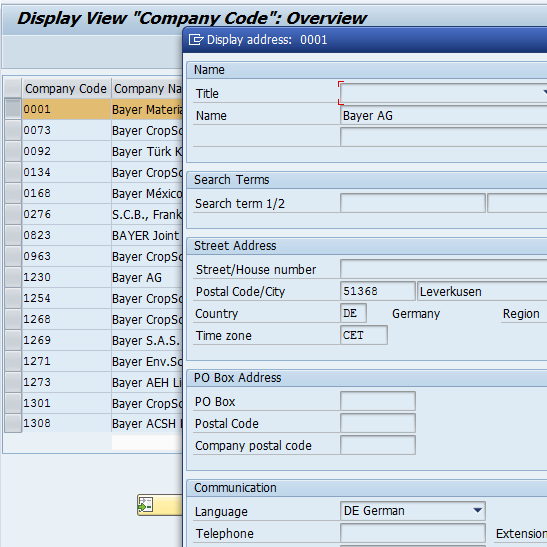 Display View "Company Code": Overview
Display address: 0001
Company Code Company Na
0001 Bayer Materia
0073 Bayer CropSc
0092 Bayer Türk K
0134 Bayer CropSc
0168 Bayer México
0276 S.C.B., Frank
0823 BAYER Joint
0963 Bayer CropSc
1230 Bayer AG
1254 Bayer CropSc
1268 Bayer CropSc
1269 Bayer S.A.S.
1271 Bayer Env.Sc
1273 Bayer AEH Li
1301 Bayer CropSc
1308 Bayer ACSH
Name
Title
Name Bayer AG
Search Terms
Search term 1/2
Street Address
Street/House number
Postal Code/City 51368 Leverkusen
Country DE Germany Region
Time zone CET
PO Box Address
PO Box
Postal Code
Company postal code
Communication
Language DE German
Telephone Extension